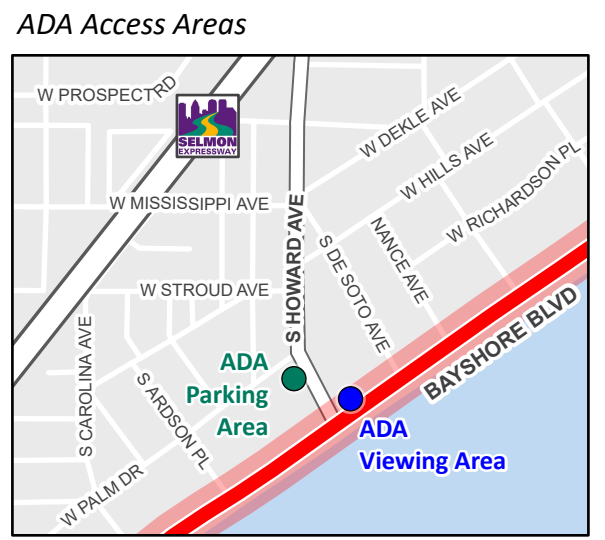 ADA Access Areas
W PROSPECT RD
SELMON
EXPRESSWAY
W DEKLE AVE
W HILLS AVE
W RICHARDSON PL
W MISSISSIPPI AVE
S HOWARD AVE
NANCE AVE
S DE SOTO AVE
W STROUD AVE
BAYSHORE BLVD
S CAROLINA AVE
S ARDSON PL
ADA
Parking
Area
ADA
Viewing Area
W PALM DR